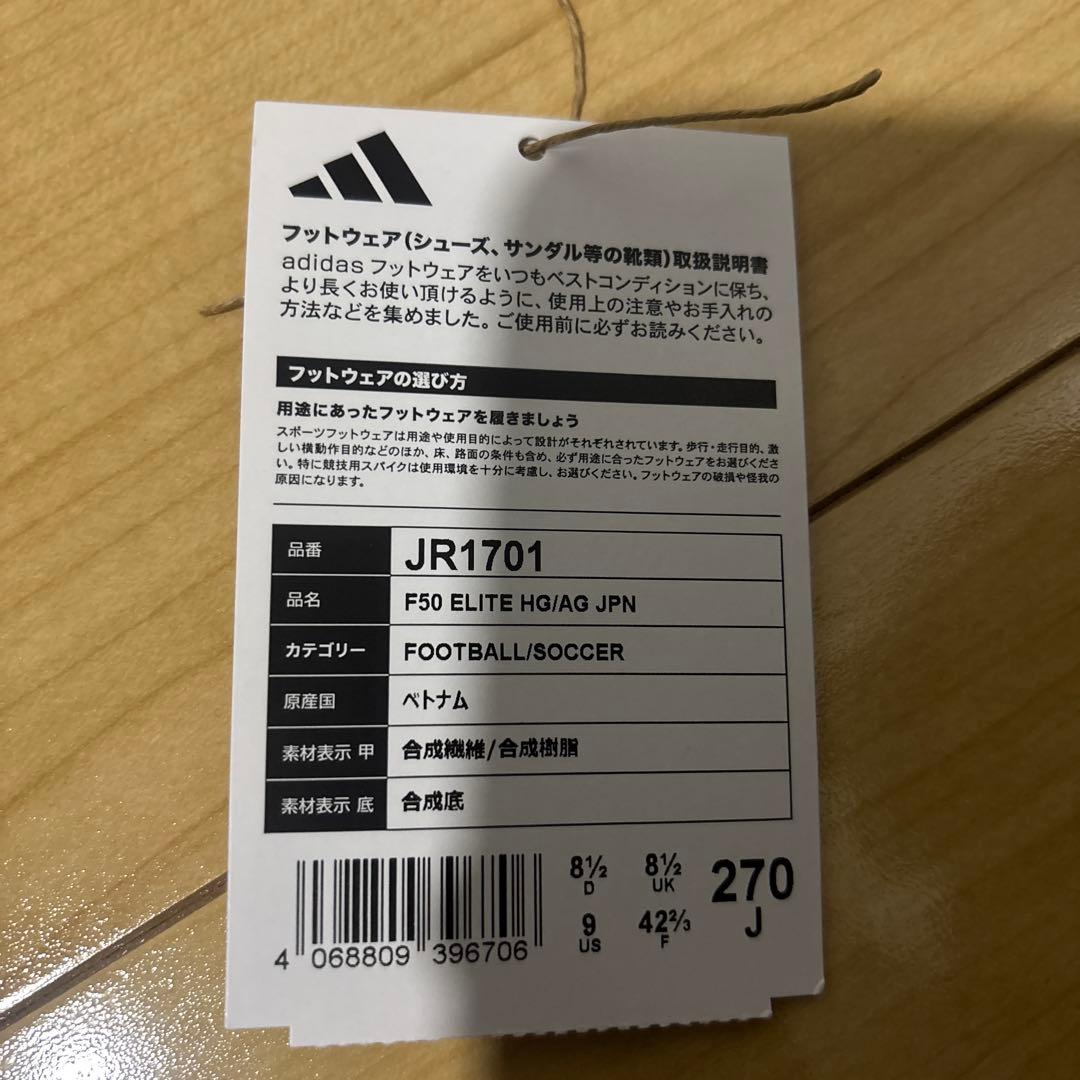 フットウェア(シューズ、サンダル等の靴類)取扱説明書
adidas フットウェアをいつもベストコンディションに保ち、
より長くお使い頂けるように、使用上の注意やお手入れの
方法などを集めました。ご使用前に必ずお読みください。
フットウェアの選び方
用途にあったフットウェアを履きましょう
スポーツフットウェアは用途や使用目的によって設計がそれぞれされています。歩行・走行目的、激
しい横動作目的などのほか、床、路面の条件も含め、必ず用途に合ったフットウェアをお選びくださ
い。特に競技用スパイクは使用環境を十分に考慮し、お選びください。フットウェアの破損や怪我の
原因になります。
品番 JR1701
品名 F50 ELITE HG/AG JPN
カテゴリー FOOTBALL/SOCCER
原産国 ベトナム
素材表示 甲 合成繊維/合成樹脂
素材表示 底 合成底
8½ D 8½ UK 270 J
9 US 42⅔ F
4 068809 396706